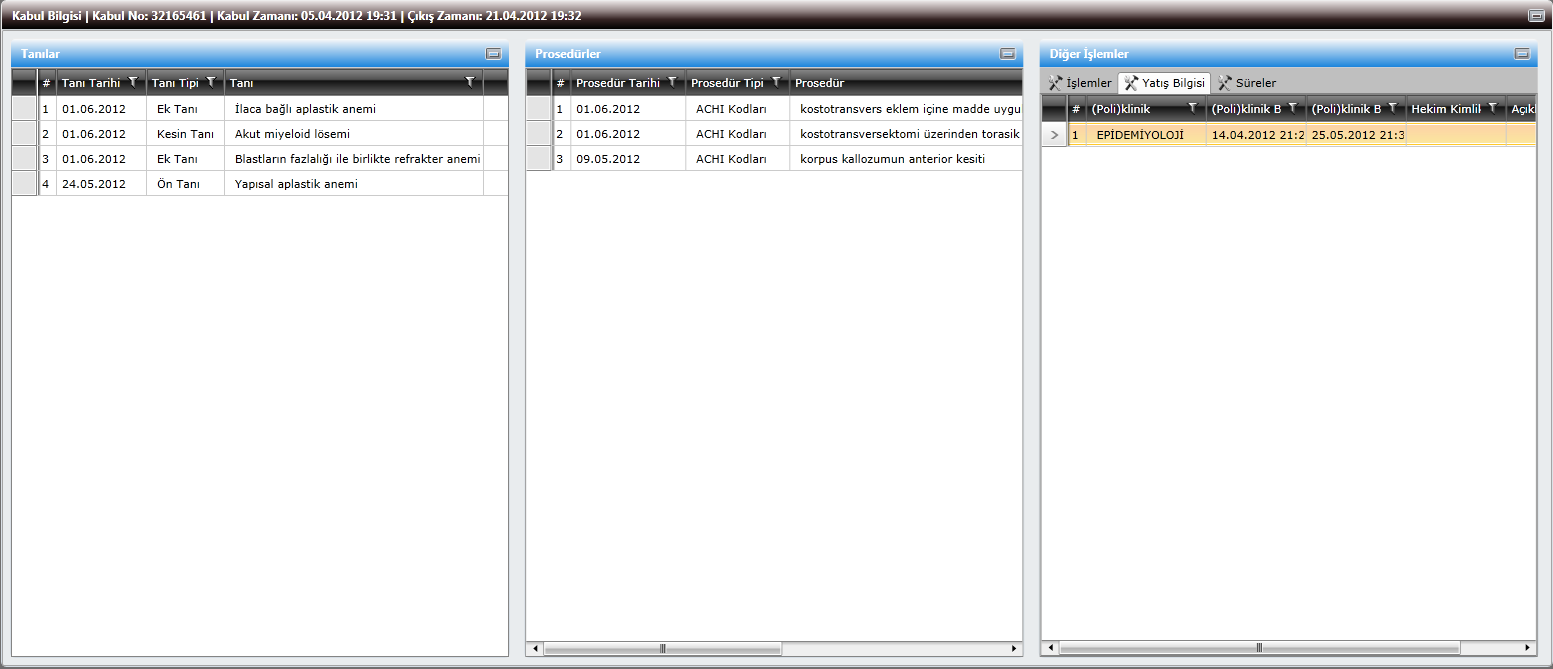 Kabul Bilgisi | Kabul No: 32165461 | Kabul Zamanı: 05.04.2012 19:31 | Çıkış Zamanı: 21.04.2012 19:32
Tanılar
# Tanı Tarihi Tanı Tipi Tanı
1 01.06.2012 Ek Tanı İlaca bağlı aplastik anemi
2 01.06.2012 Kesin Tanı Akut miyeloid lösemi
3 01.06.2012 Ek Tanı Blastların fazlalığı ile birlikte refrakter anemi
4 24.05.2012 Ön Tanı Yapısal aplastik anemi
Prosedürler
# Prosedür Tarihi Prosedür Tipi Prosedür
1 01.06.2012 ACHI Kodları kostotransvers eklem içine madde uygu
2 01.06.2012 ACHI Kodları kostotransversektomi üzerinden torasik
3 09.05.2012 ACHI Kodları korpus kallozumun anterior kesiti
Diğer İşlemler
İşlemler Yatış Bilgisi Süreler
# (Poli)klinik (Poli)klinik B (Poli)klinik B Hekim Kimlik Açıkl
1 EPİDEMİYOLOJİ 14.04.2012 21:2 25.05.2012 21:3